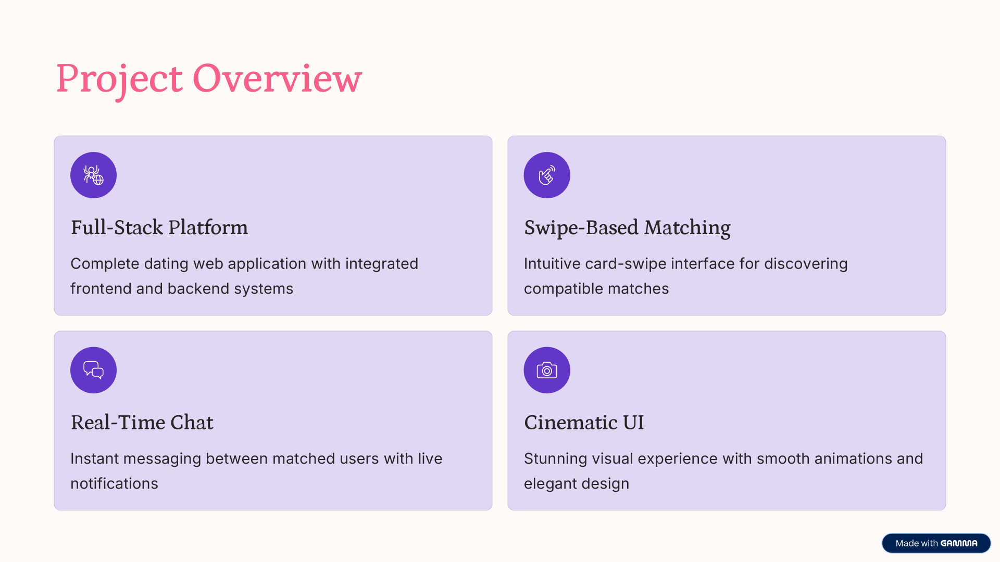 Project Overview
Full-Stack Platform
Complete dating web application with integrated
frontend and backend systems
Swipe-Based Matching
Intuitive card-swipe interface for discovering
compatible matches
Real-Time Chat
Instant messaging between matched users with live
notifications
Cinematic UI
Stunning visual experience with smooth animations and
elegant design
Made with GAMMA